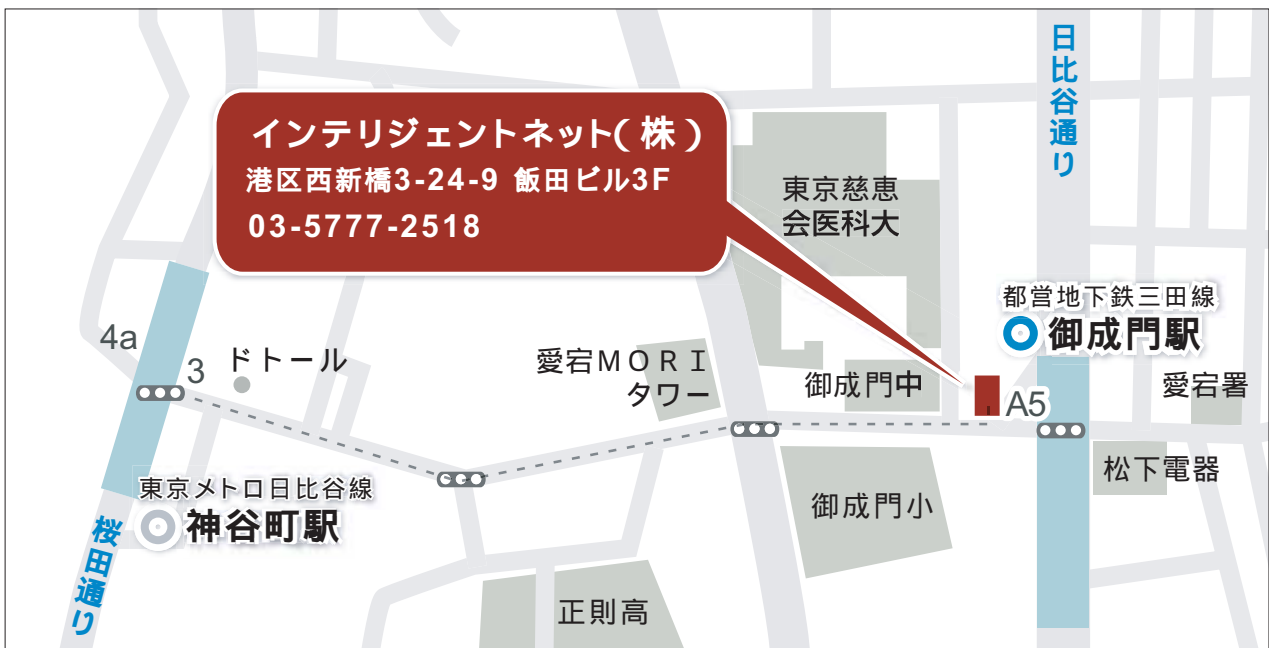 日比谷通り
インテリジェントネット(株)
港区西新橋3-24-9 飯田ビル3F
03-5777-2518
東京慈恵
会医科大
都営地下鉄三田線
御成門駅
4a
3
ドトール
愛宕MORI
タワー
御成門中
A5
愛宕署
松下電器
東京メトロ日比谷線
神谷町駅
御成門小
桜田通り
正則高